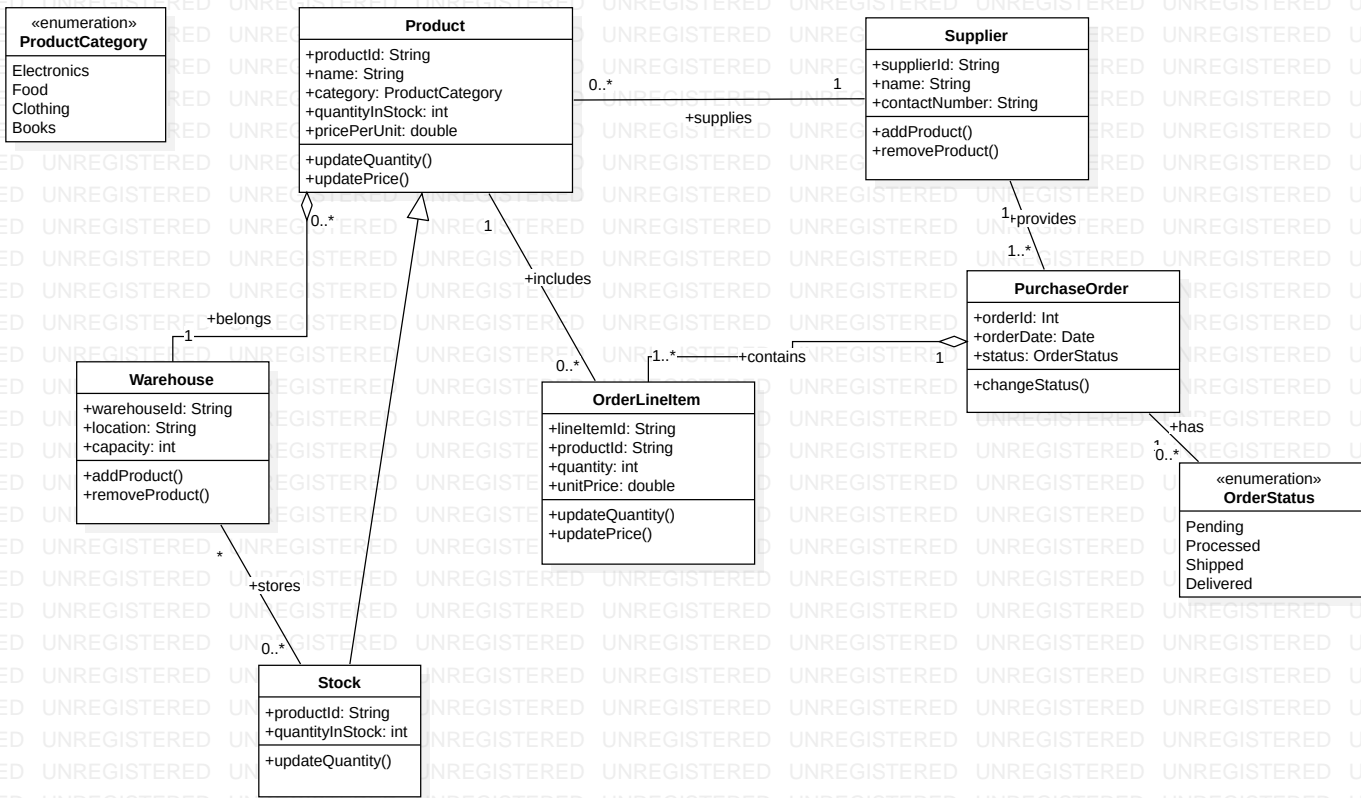 «enumeration»
ProductCategory
Electronics
Food
Clothing
Books
Product
+productId: String
+name: String
+category: ProductCategory
+quantityInStock: int
+pricePerUnit: double
+updateQuantity()
+updatePrice()
Supplier
+supplierId: String
+name: String
+contactNumber: String
+addProduct()
+removeProduct()
0..*
1
+supplies
0..*
1
1
+provides
1..*
+includes
+belongs
1
0..*
1..*
+contains
1
PurchaseOrder
+orderId: Int
+orderDate: Date
+status: OrderStatus
+changeStatus()
Warehouse
+warehouseId: String
+location: String
+capacity: int
+addProduct()
+removeProduct()
OrderLineItem
+lineItemId: String
+productId: String
+quantity: int
+unitPrice: double
+updateQuantity()
+updatePrice()
+has
1
0..*
«enumeration»
OrderStatus
Pending
Processed
Shipped
Delivered
*
+stores
0..*
Stock
+productId: String
+quantityInStock: int
+updateQuantity()
UNREGISTERED